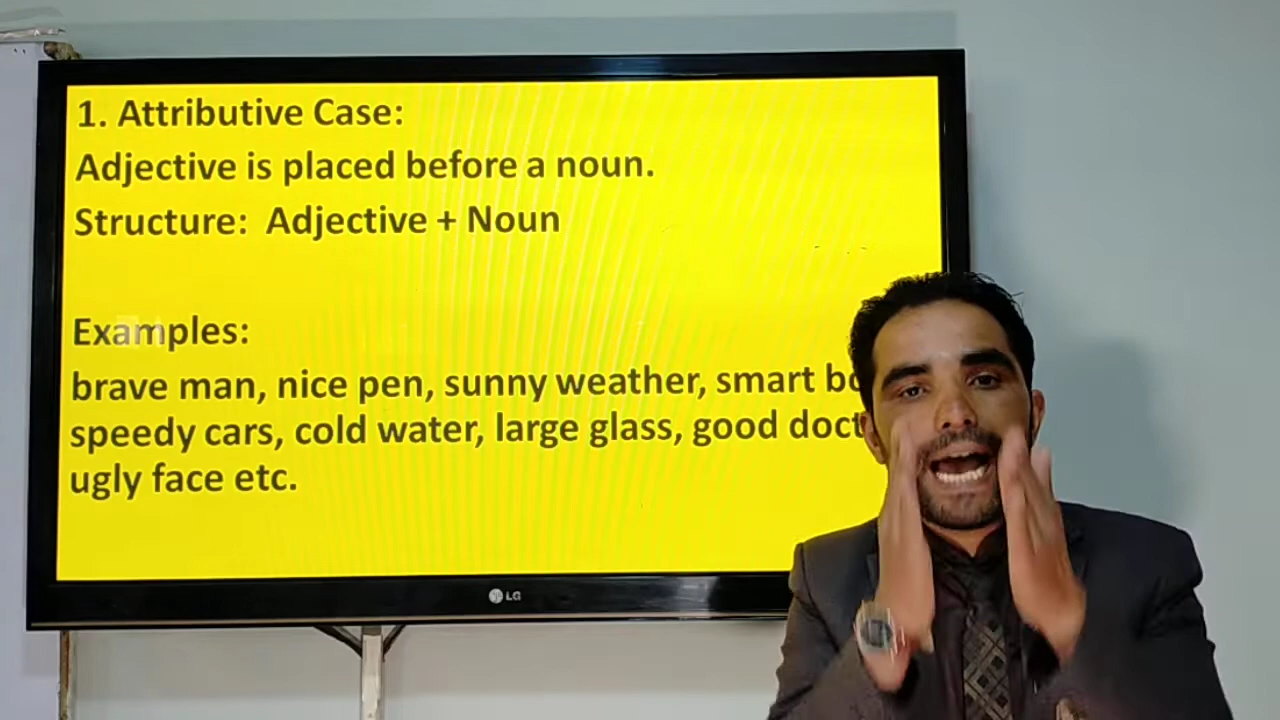 1. Attributive Case:
Adjective is placed before a noun.
Structure: Adjective + Noun
Examples:
brave man, nice pen, sunny weather, smart
speedy cars, cold water, large glass, good
ugly face etc.
LG